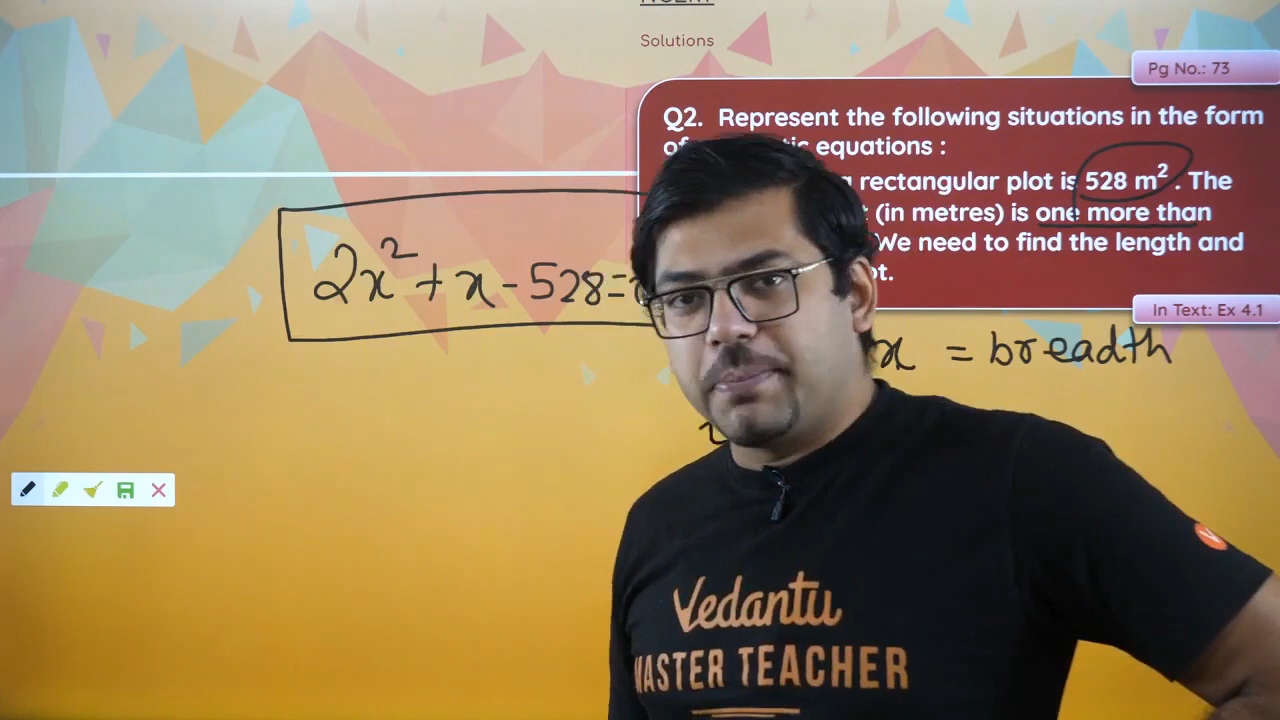 Solutions
Pg No.: 73
Q2. Represent the following situations in the form
of equations :
rectangular plot is 528 m². The
(in metres) is one more than
We need to find the length and
2x² + x - 528 =
In Text: Ex 4.1
x = breadth
Vedantu
MASTER TEACHER